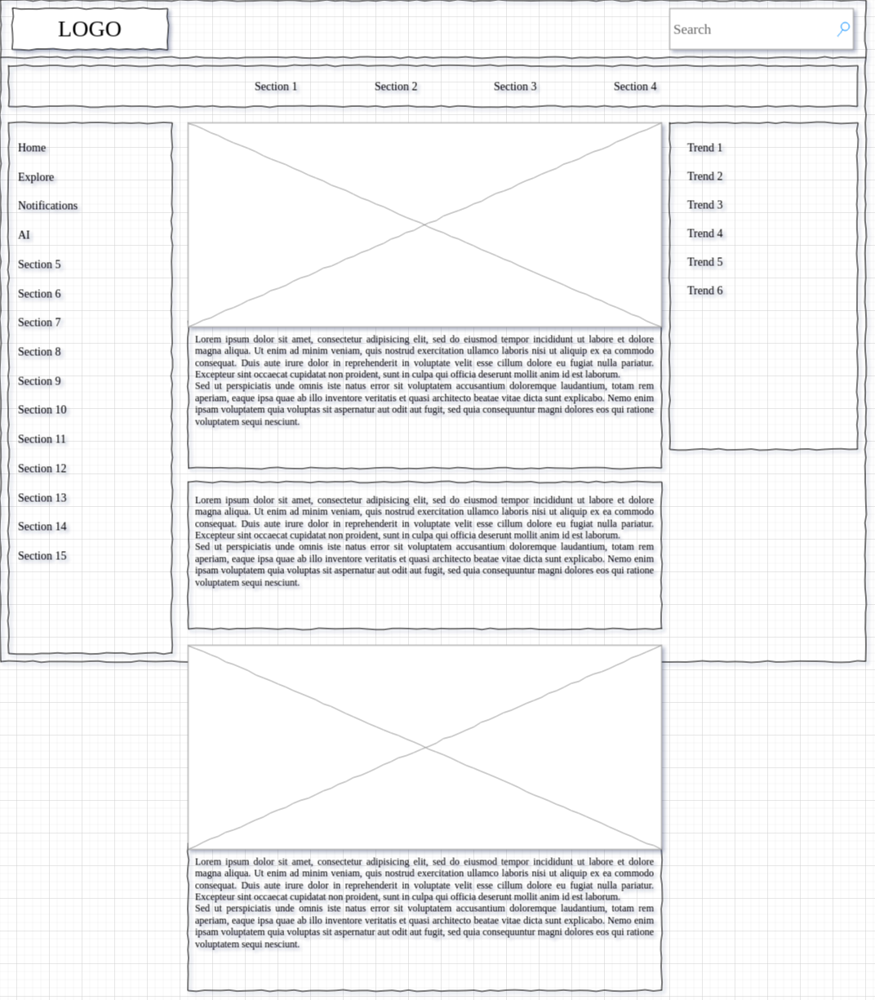 LOGO
Search
Section 1
Section 2
Section 3
Section 4
Home
Explore
Notifications
AI
Section 5
Section 6
Section 7
Section 8
Section 9
Section 10
Section 11
Section 12
Section 13
Section 14
Section 15
Lorem ipsum dolor sit amet, consectetur adipisicing elit, sed do eiusmod tempor incididunt ut labore et dolore
magna aliqua. Ut enim ad minim veniam, quis nostrud exercitation ullamco laboris nisi ut aliquip ex ea commodo
consequat. Duis aute irure dolor in reprehenderit in voluptate velit esse cillum dolore eu fugiat nulla pariatur.
Excepteur sint occaecat cupidatat non proident, sunt in culpa qui officia deserunt mollit anim id est laborum.
Sed ut perspiciatis unde omnis iste natus error sit voluptatem accusantium doloremque laudantium, totam rem
aperiam, eaque ipsa quae ab illo inventore veritatis et quasi architecto beatae vitae dicta sunt explicabo. Nemo enim
ipsam voluptatem quia voluptas sit aspernatur aut odit aut fugit, sed quia consequuntur magni dolores eos qui ratione
voluptatem sequi nesciunt.
Lorem ipsum dolor sit amet, consectetur adipisicing elit, sed do eiusmod tempor incididunt ut labore et dolore
magna aliqua. Ut enim ad minim veniam, quis nostrud exercitation ullamco laboris nisi ut aliquip ex ea commodo
consequat. Duis aute irure dolor in reprehenderit in voluptate velit esse cillum dolore eu fugiat nulla pariatur.
Excepteur sint occaecat cupidatat non proident, sunt in culpa qui officia deserunt mollit anim id est laborum.
Sed ut perspiciatis unde omnis iste natus error sit voluptatem accusantium doloremque laudantium, totam rem
aperiam, eaque ipsa quae ab illo inventore veritatis et quasi architecto beatae vitae dicta sunt explicabo. Nemo enim
ipsam voluptatem quia voluptas sit aspernatur aut odit aut fugit, sed quia consequuntur magni dolores eos qui ratione
voluptatem sequi nesciunt.
Lorem ipsum dolor sit amet, consectetur adipisicing elit, sed do eiusmod tempor incididunt ut labore et dolore
magna aliqua. Ut enim ad minim veniam, quis nostrud exercitation ullamco laboris nisi ut aliquip ex ea commodo
consequat. Duis aute irure dolor in reprehenderit in voluptate velit esse cillum dolore eu fugiat nulla pariatur.
Excepteur sint occaecat cupidatat non proident, sunt in culpa qui officia deserunt mollit anim id est laborum.
Sed ut perspiciatis unde omnis iste natus error sit voluptatem accusantium doloremque laudantium, totam rem
aperiam, eaque ipsa quae ab illo inventore veritatis et quasi architecto beatae vitae dicta sunt explicabo. Nemo enim
ipsam voluptatem quia voluptas sit aspernatur aut odit aut fugit, sed quia consequuntur magni dolores eos qui ratione
voluptatem sequi nesciunt.
Trend 1
Trend 2
Trend 3
Trend 4
Trend 5
Trend 6